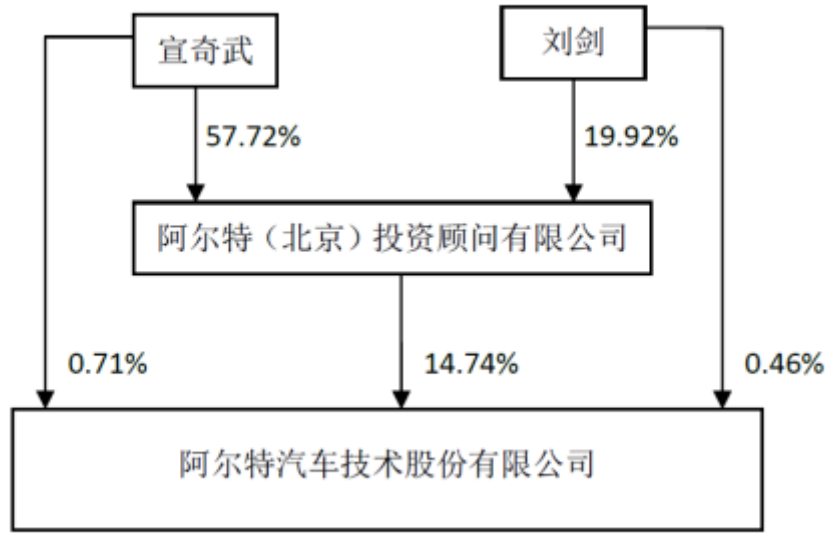 宣奇武
刘剑
57.72%
19.92%
阿尔特（北京）投资顾问有限公司
0.71%
14.74%
0.46%
阿尔特汽车技术股份有限公司